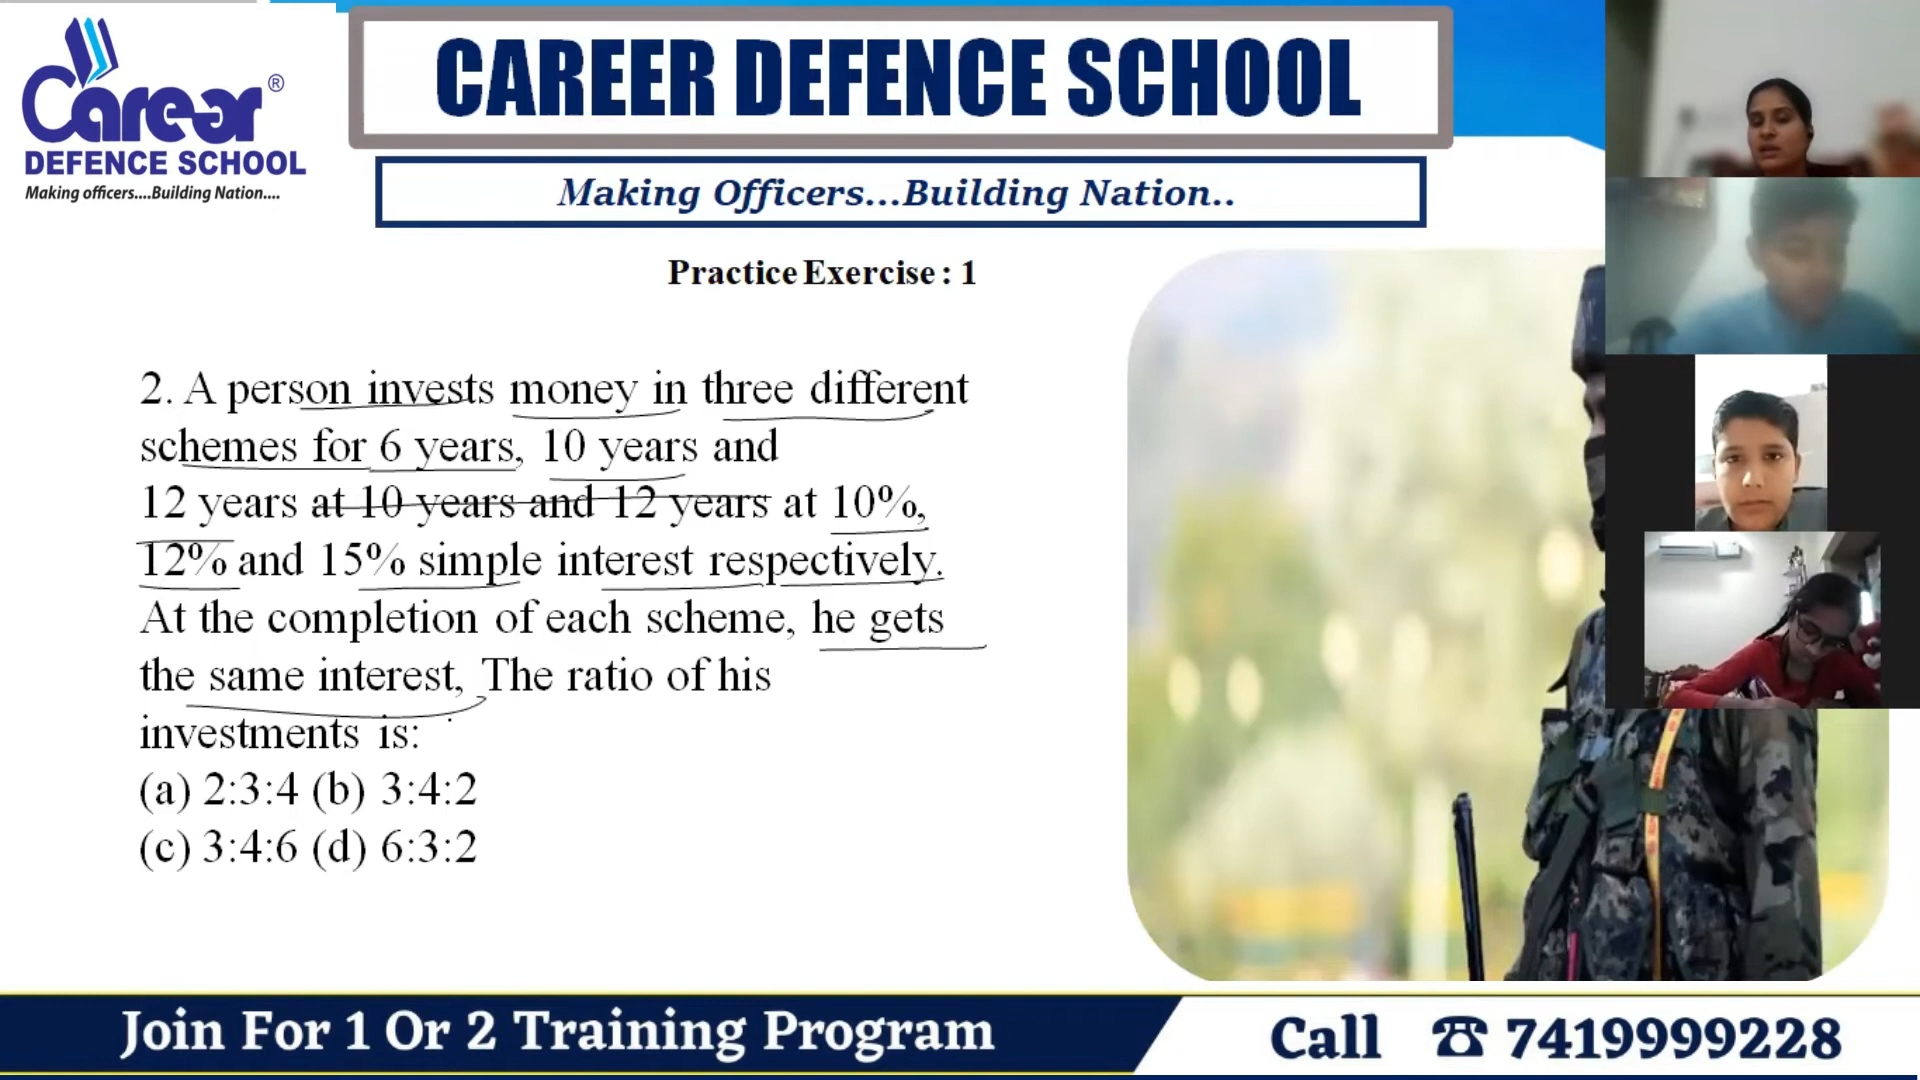 Career®
DEFENCE SCHOOL
Making officers....Building Nation....
CAREER DEFENCE SCHOOL
Making Officers...Building Nation..
Practice Exercise : 1
2. A person invests money in three different
schemes for 6 years, 10 years and
12 years at 10 years and 12 years at 10%,
12% and 15% simple interest respectively.
At the completion of each scheme, he gets
the same interest, The ratio of his
investments is:
(a) 2:3:4 (b) 3:4:2
(c) 3:4:6 (d) 6:3:2
Join For 1 Or 2 Training Program
Call ☎ 7419999228